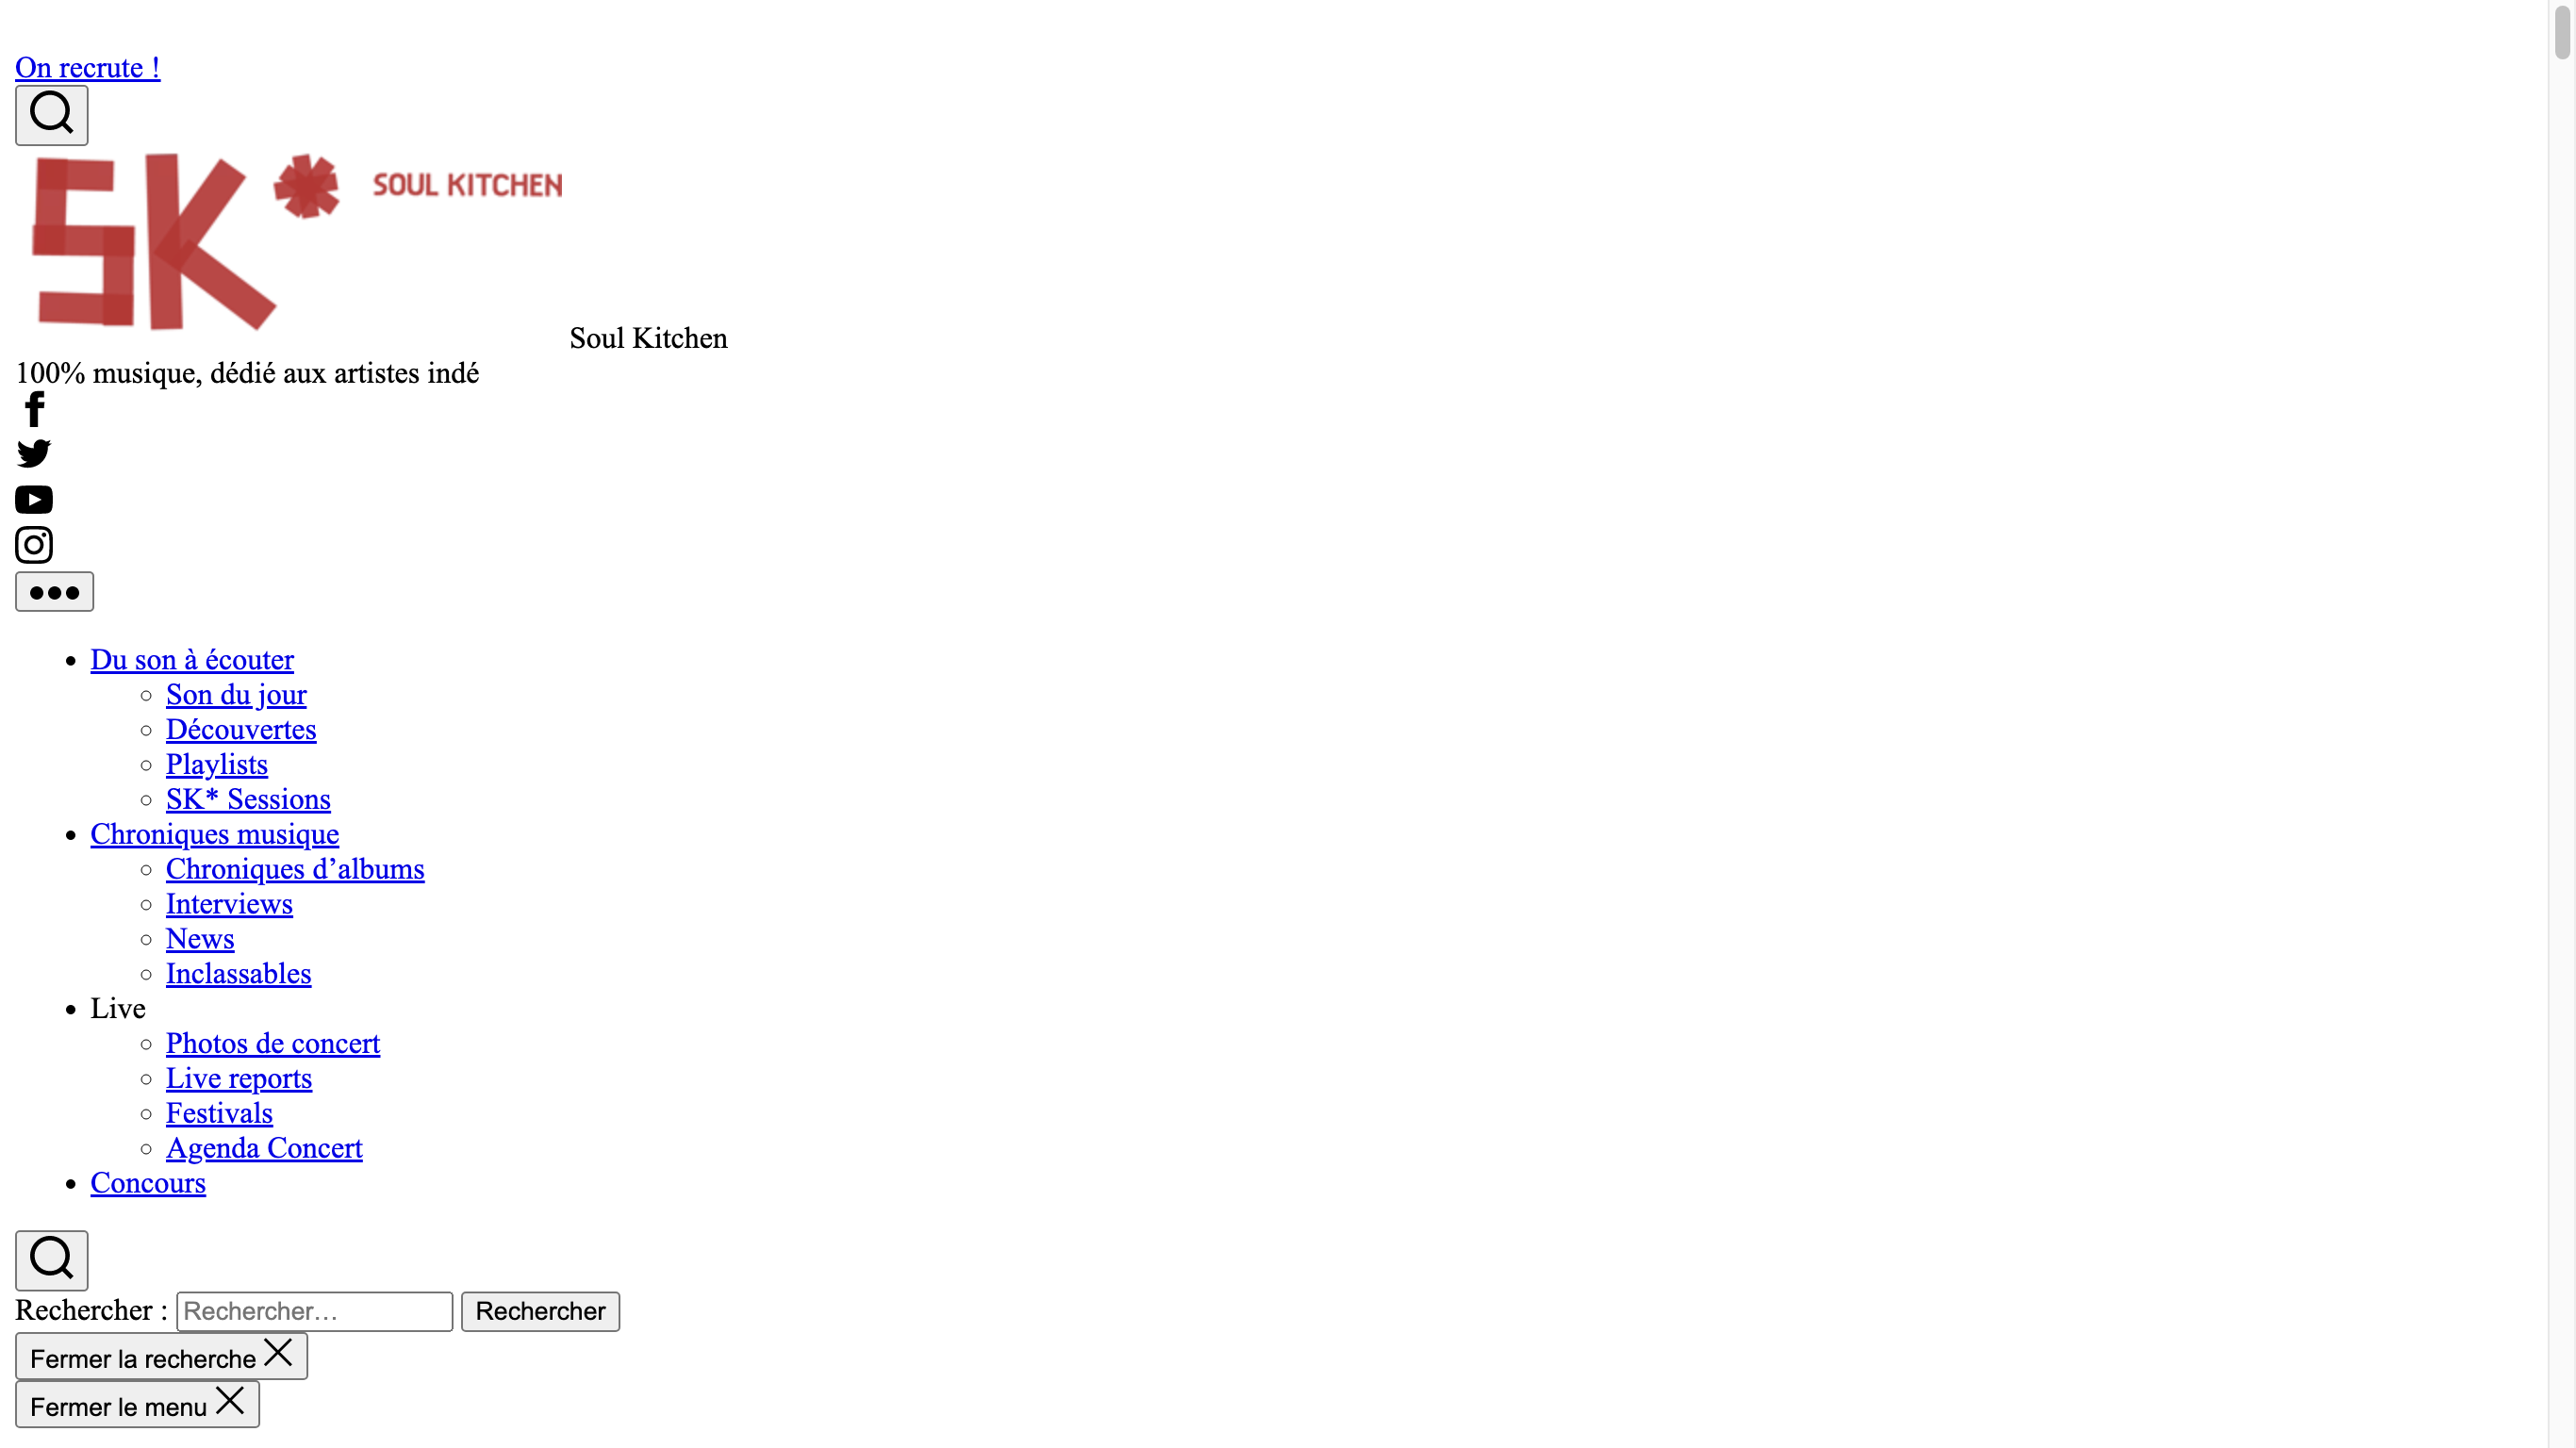 On recrute !
SK* SOUL KITCHEN
Soul Kitchen
100% musique, dédié aux artistes indé
Du son à écouter
Son du jour
Découvertes
Playlists
SK* Sessions
Chroniques musique
Chroniques d’albums
Interviews
News
Inclassables
Live
Photos de concert
Live reports
Festivals
Agenda Concert
Concours
Rechercher : Rechercher… Rechercher
Fermer la recherche
Fermer le menu